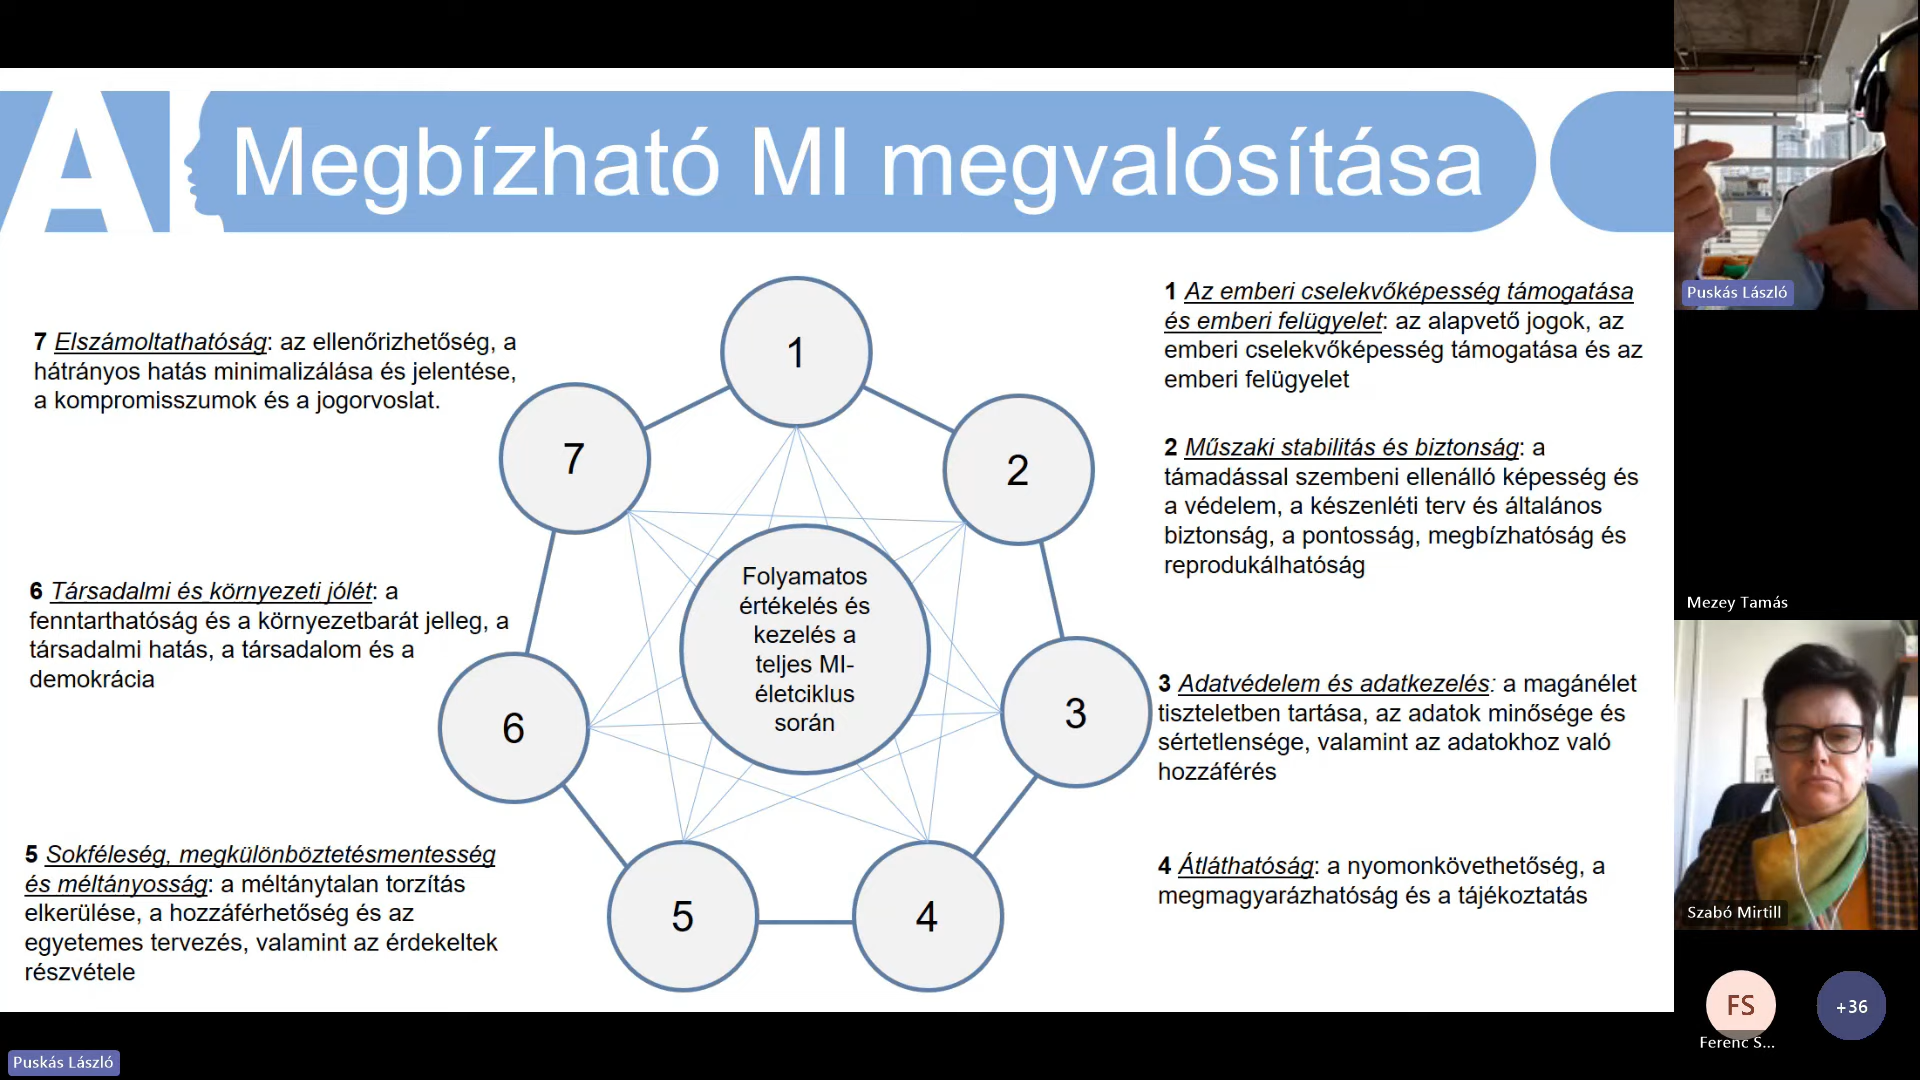 A
Megbízható MI megvalósítása
7 Elszámoltathatóság: az ellenőrizhetőség, a
hátrányos hatás minimalizálása és jelentése,
a kompromisszumok és a jogorvoslat.
6 Társadalmi és környezeti jólét: a
fenntarthatóság és a környezetbarát jelleg, a
társadalmi hatás, a társadalom és a
demokrácia
5 Sokféleség, megkülönböztetésmentesség
és méltányosság: a méltánytalan torzítás
elkerülése, a hozzáférhetőség és az
egyetemes tervezés, valamint az érdekeltek
részvétele
1
2
3
4
5
6
7
Folyamatos
értékelés és
kezelés a
teljes MI-
életciklus
során
1 Az emberi cselekvőképesség támogatása
és emberi felügyelet: az alapvető jogok, az
emberi cselekvőképesség támogatása és az
emberi felügyelet
2 Műszaki stabilitás és biztonság: a
támadással szembeni ellenálló képesség és
a védelem, a készenléti terv és általános
biztonság, a pontosság, megbízhatóság és
reprodukálhatóság
3 Adatvédelem és adatkezelés: a magánélet
tiszteletben tartása, az adatok minősége és
sértetlensége, valamint az adatokhoz való
hozzáférés
4 Átláthatóság: a nyomonkövethetőség, a
megmagyarázhatóság és a tájékoztatás
Puskás László
Mezey Tamás
Szabó Mirtill
FS
Ferenc S...
+36
Puskás László